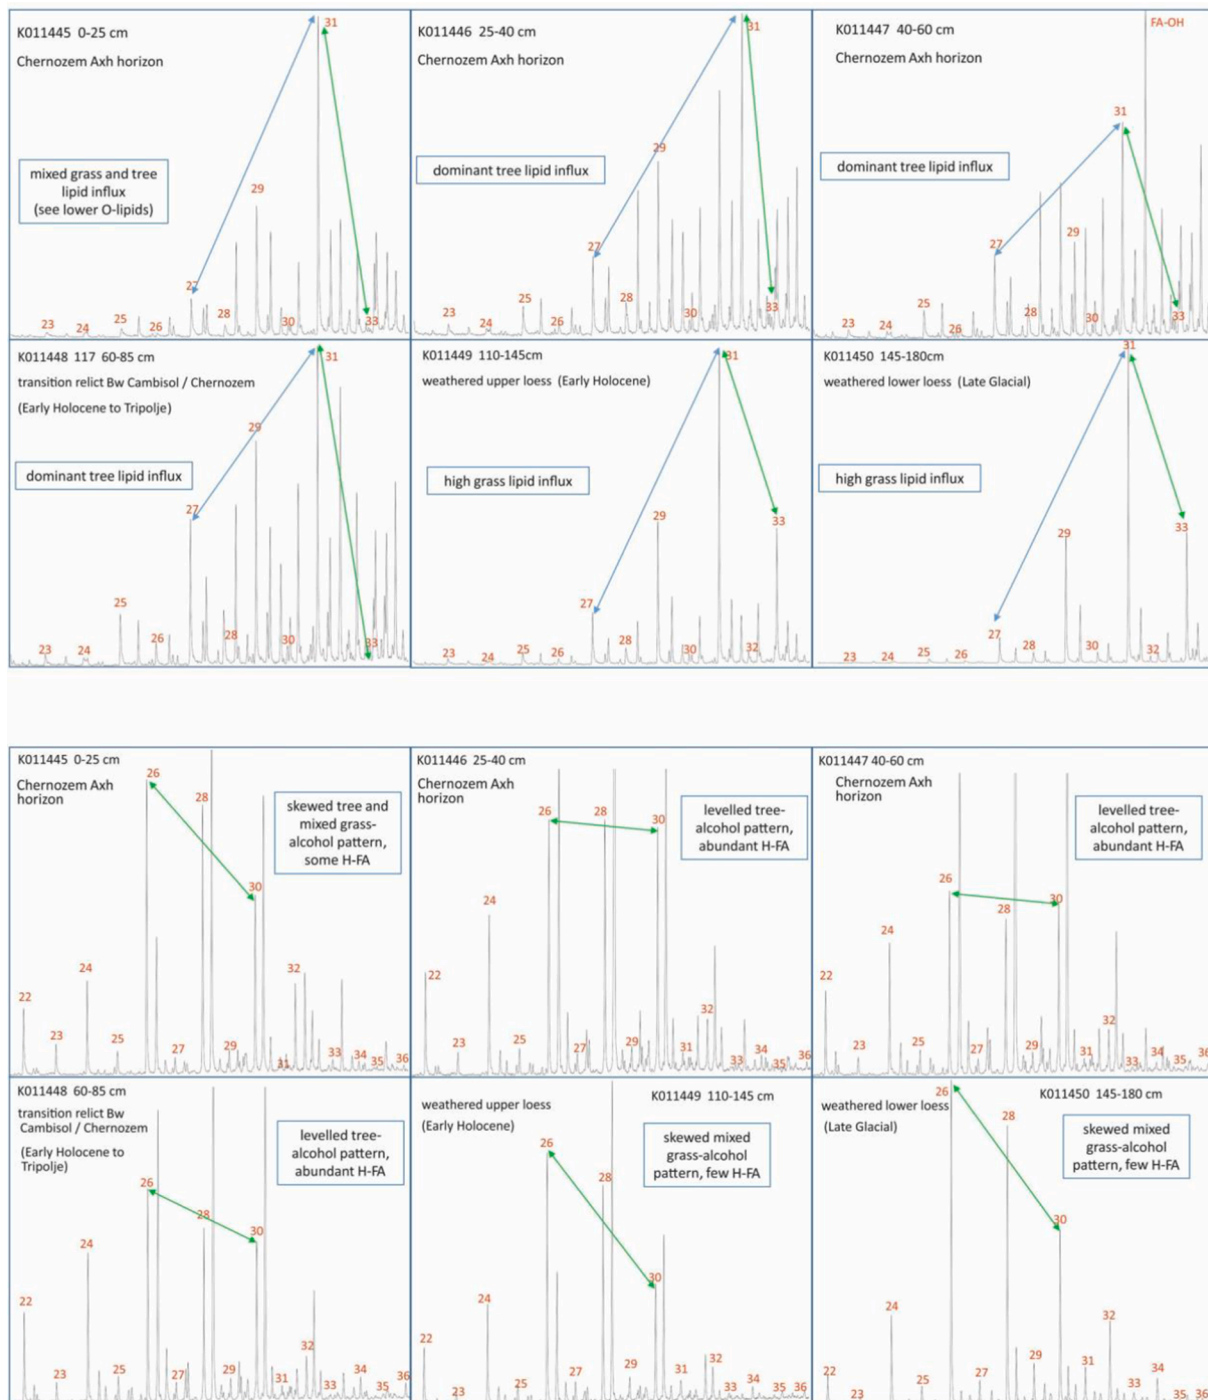 K011445 0-25 cm
Chernozem Axh horizon
mixed grass and tree
lipid influx
(see lower O-lipids)
23 24 25 26 27 28 29 30 31 33
K011446 25-40 cm
Chernozem Axh horizon
dominant tree lipid influx
23 24 25 26 27 28 29 30 31 33
K011447 40-60 cm
Chernozem Axh horizon
dominant tree lipid influx
FA-OH
23 24 25 26 27 28 29 30 31 33
K011448 117 60-85 cm
transition relict Bw Cambisol / Chernozem
(Early Holocene to Tripolje)
dominant tree lipid influx
23 24 25 26 27 28 29 30 31 33
K011449 110-145cm
weathered upper loess (Early Holocene)
high grass lipid influx
23 24 25 26 27 28 29 30 31 32 33
K011450 145-180cm
weathered lower loess (Late Glacial)
high grass lipid influx
23 24 25 26 27 28 29 30 31 32 33
K011445 0-25 cm
Chernozem Axh
horizon
skewed tree and
mixed grass-
alcohol pattern,
some H-FA
22 23 24 25 26 27 28 29 30 31 32 33 34 35 36
K011446 25-40 cm
Chernozem Axh
horizon
levelled tree-
alcohol pattern,
abundant H-FA
22 23 24 25 26 27 28 29 30 31 32 33 34 35 36
K011447 40-60 cm
Chernozem Axh
horizon
levelled tree-
alcohol pattern,
abundant H-FA
22 23 24 25 26 27 28 29 30 31 32 33 34 35 36
K011448 60-85 cm
transition relict Bw
Cambisol / Chernozem
(Early Holocene to
Tripolje)
levelled tree-
alcohol pattern,
abundant H-FA
22 23 24 25 26 27 28 29 30 31 32 33 34 35 36
weathered upper loess
(Early Holocene)
K011449 110-145 cm
skewed mixed
grass-alcohol
pattern, few H-FA
22 23 24 25 26 27 28 29 30 31 32 33 34 35 36
weathered lower loess
(Late Glacial)
K011450 145-180 cm
skewed mixed
grass-alcohol
pattern, few H-FA
22 23 24 25 26 27 28 29 30 31 32 33 34 35 36